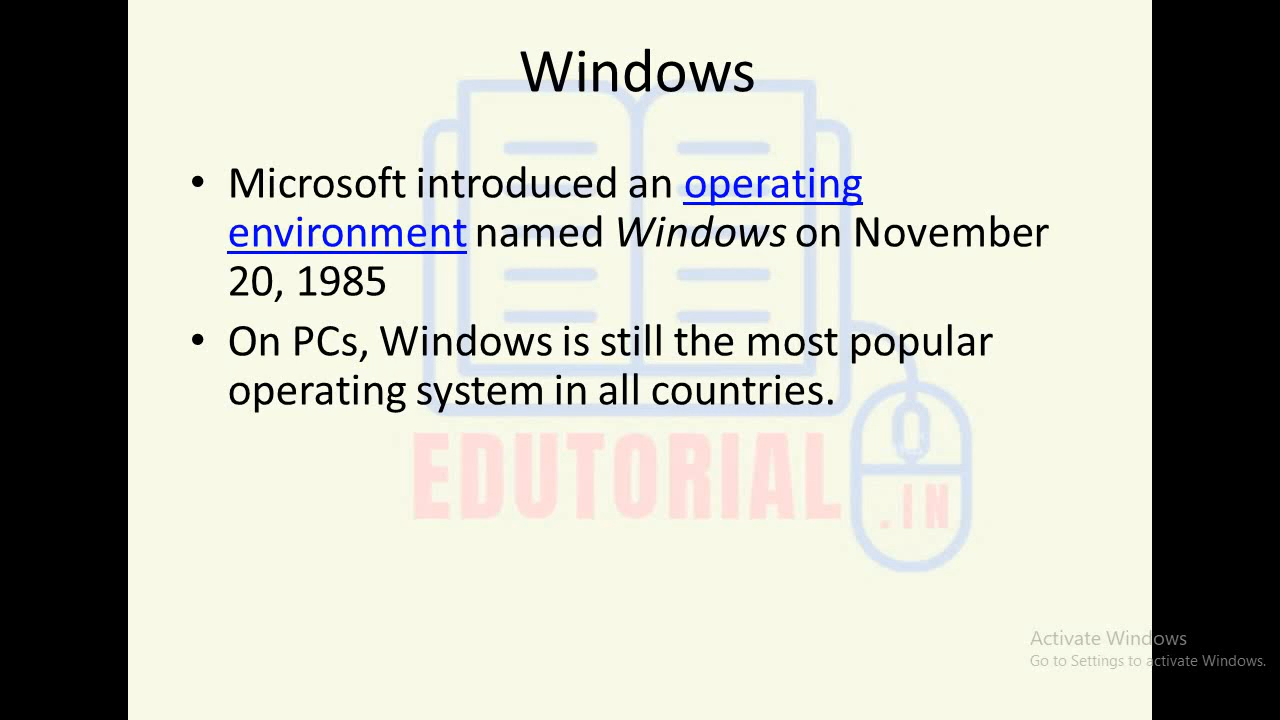 Windows
• Microsoft introduced an operating
environment named Windows on November
20, 1985
• On PCs, Windows is still the most popular
operating system in all countries.
EDUTORIAL
.IN
Activate Windows
Go to Settings to activate Windows.